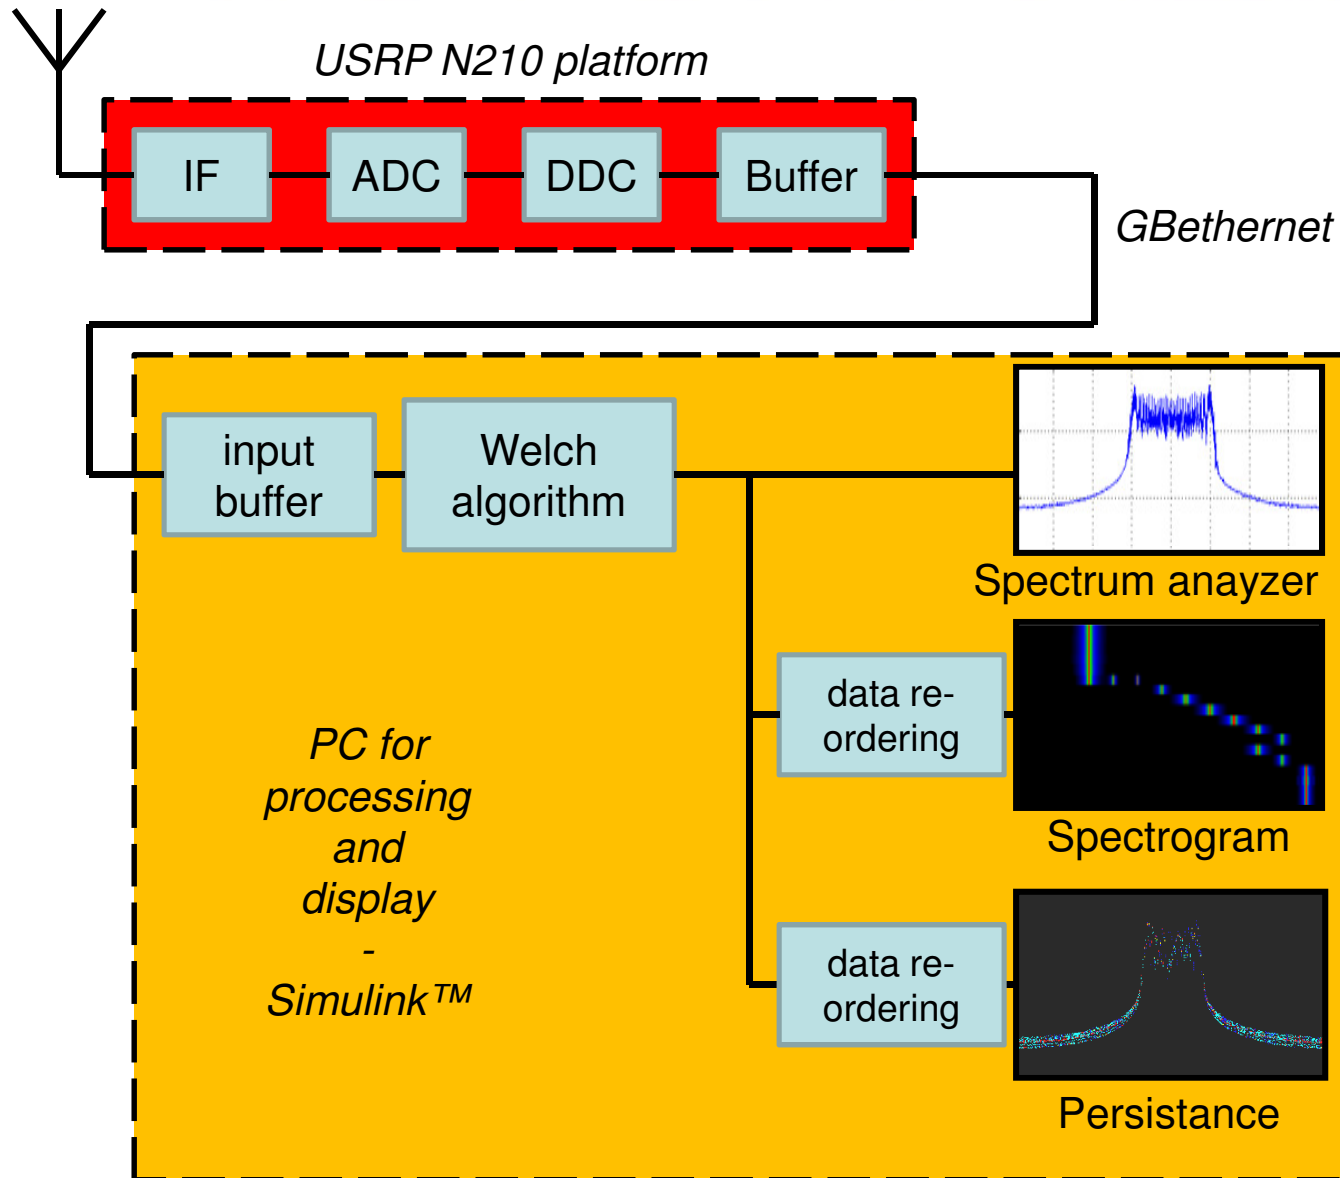 USRP N210 platform
IF
ADC
DDC
Buffer
GBethernet
input
buffer
Welch
algorithm
Spectrum anayzer
data re-
ordering
Spectrogram
PC for
processing
and
display
-
Simulink™
data re-
ordering
Persistance